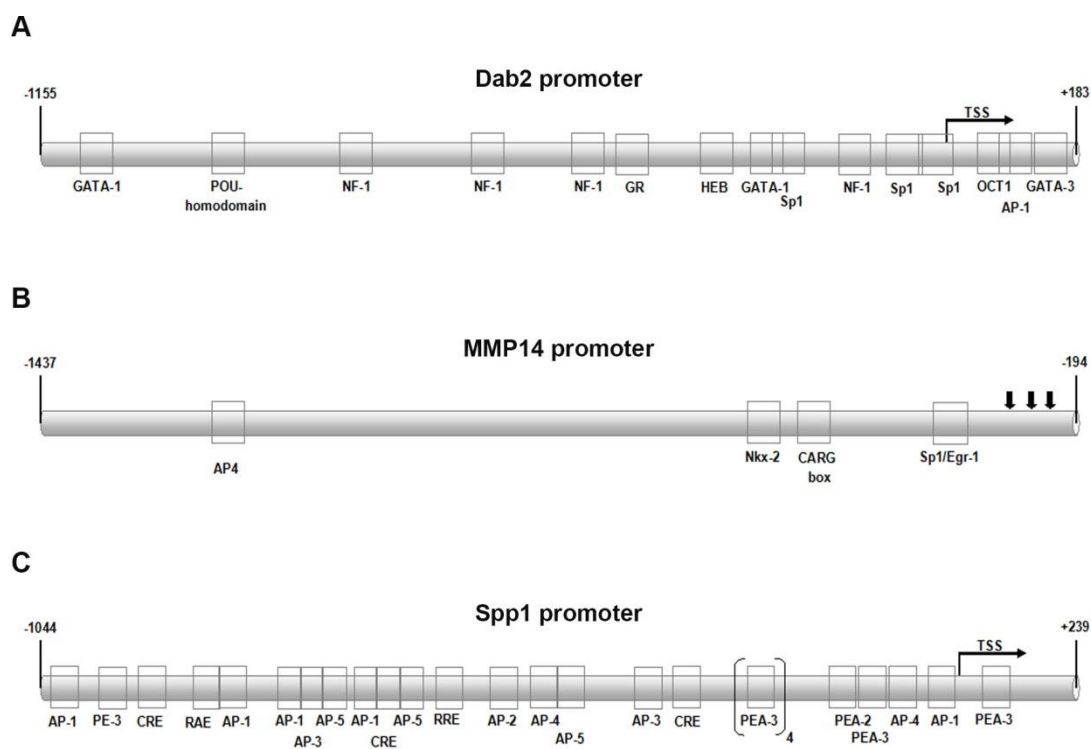 A
Dab2 promoter
-1155
+183
TSS
GATA-1
POU-
homodomain
NF-1
NF-1
NF-1
GR
HEB
GATA-1
Sp1
NF-1
Sp1
Sp1
OCT1
AP-1
GATA-3
B
MMP14 promoter
-1437
-194
AP4
Nkx-2
CARG
box
Sp1/Egr-1
C
Spp1 promoter
-1044
+239
TSS
AP-1
PE-3
CRE
RAE
AP-1
AP-1
AP-3
AP-5
AP-1
CRE
AP-5
RRE
AP-2
AP-4
AP-5
AP-3
CRE
PEA-3
4
PEA-2
PEA-3
AP-4
AP-1
PEA-3